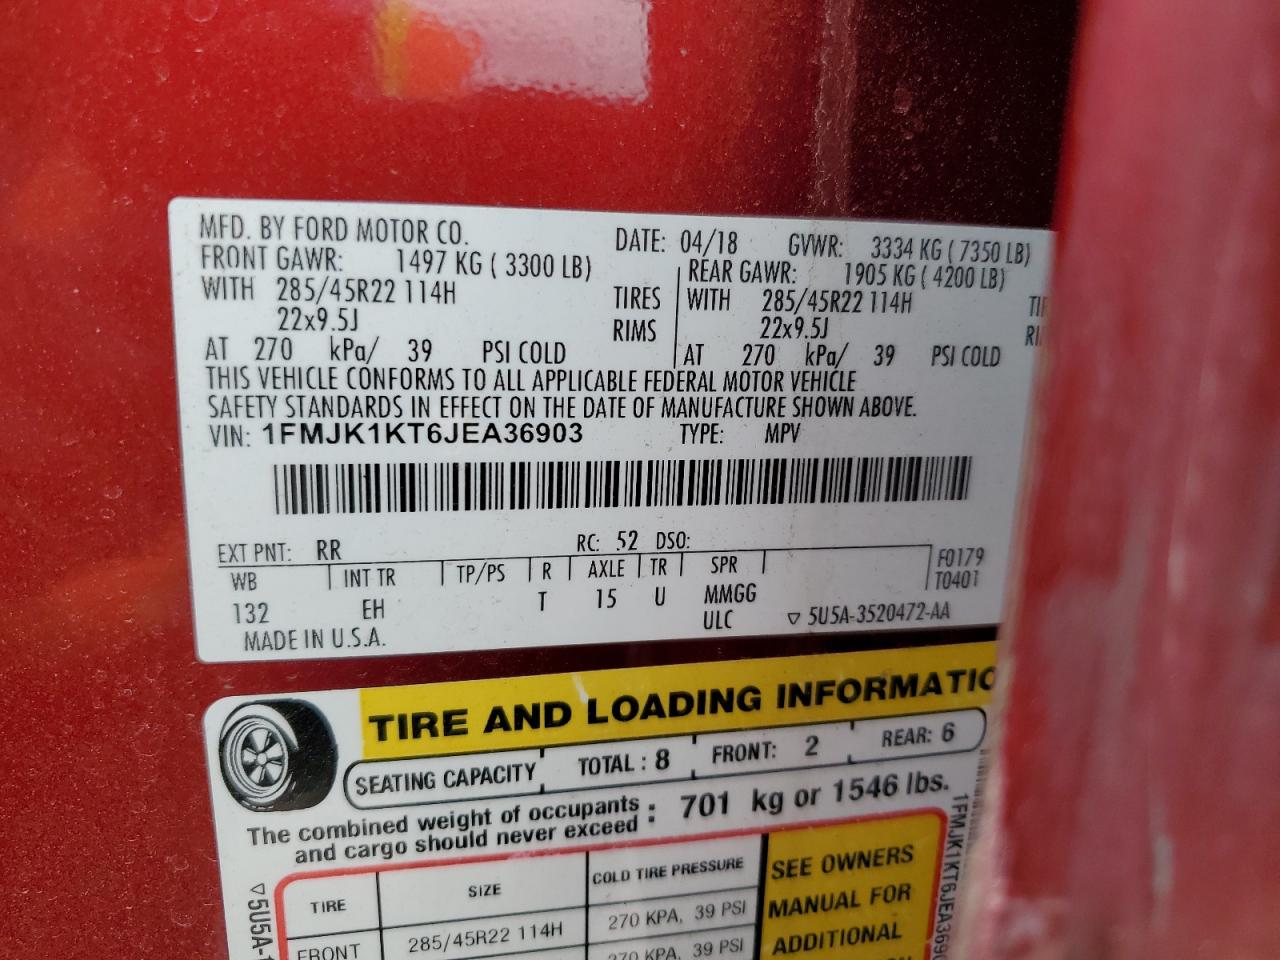 MFD. BY FORD MOTOR CO. DATE: 04/18 GVWR: 3334 KG ( 7350 LB)
FRONT GAWR: 1497 KG ( 3300 LB) REAR GAWR: 1905 KG ( 4200 LB)
WITH 285/45R22 114H TIRES WITH 285/45R22 114H
22x9.5J RIMS 22x9.5J
AT 270 kPa/ 39 PSI COLD AT 270 kPa/ 39 PSI COLD
THIS VEHICLE CONFORMS TO ALL APPLICABLE FEDERAL MOTOR VEHICLE
SAFETY STANDARDS IN EFFECT ON THE DATE OF MANUFACTURE SHOWN ABOVE.
VIN: 1FMJK1KT6JEA36903 TYPE: MPV
EXT PNT: RR RC: 52 DSO:
WB INT TR TP/PS R AXLE TR SPR F0179
132 EH T 15 U MMGG T0401
ULC ▽ 5U5A-3520472-AA
MADE IN U.S.A.
TIRE AND LOADING INFORMATIO
SEATING CAPACITY TOTAL : 8 FRONT: 2 REAR: 6
The combined weight of occupants
and cargo should never exceed : 701 kg or 1546 lbs.
TIRE SIZE COLD TIRE PRESSURE
FRONT 285/45R22 114H 270 KPA, 39 PSI
270 KPA, 39 PSI
SEE OWNERS
MANUAL FOR
ADDITIONAL
▽5U5A-
1FMJK1KT6JEA3690